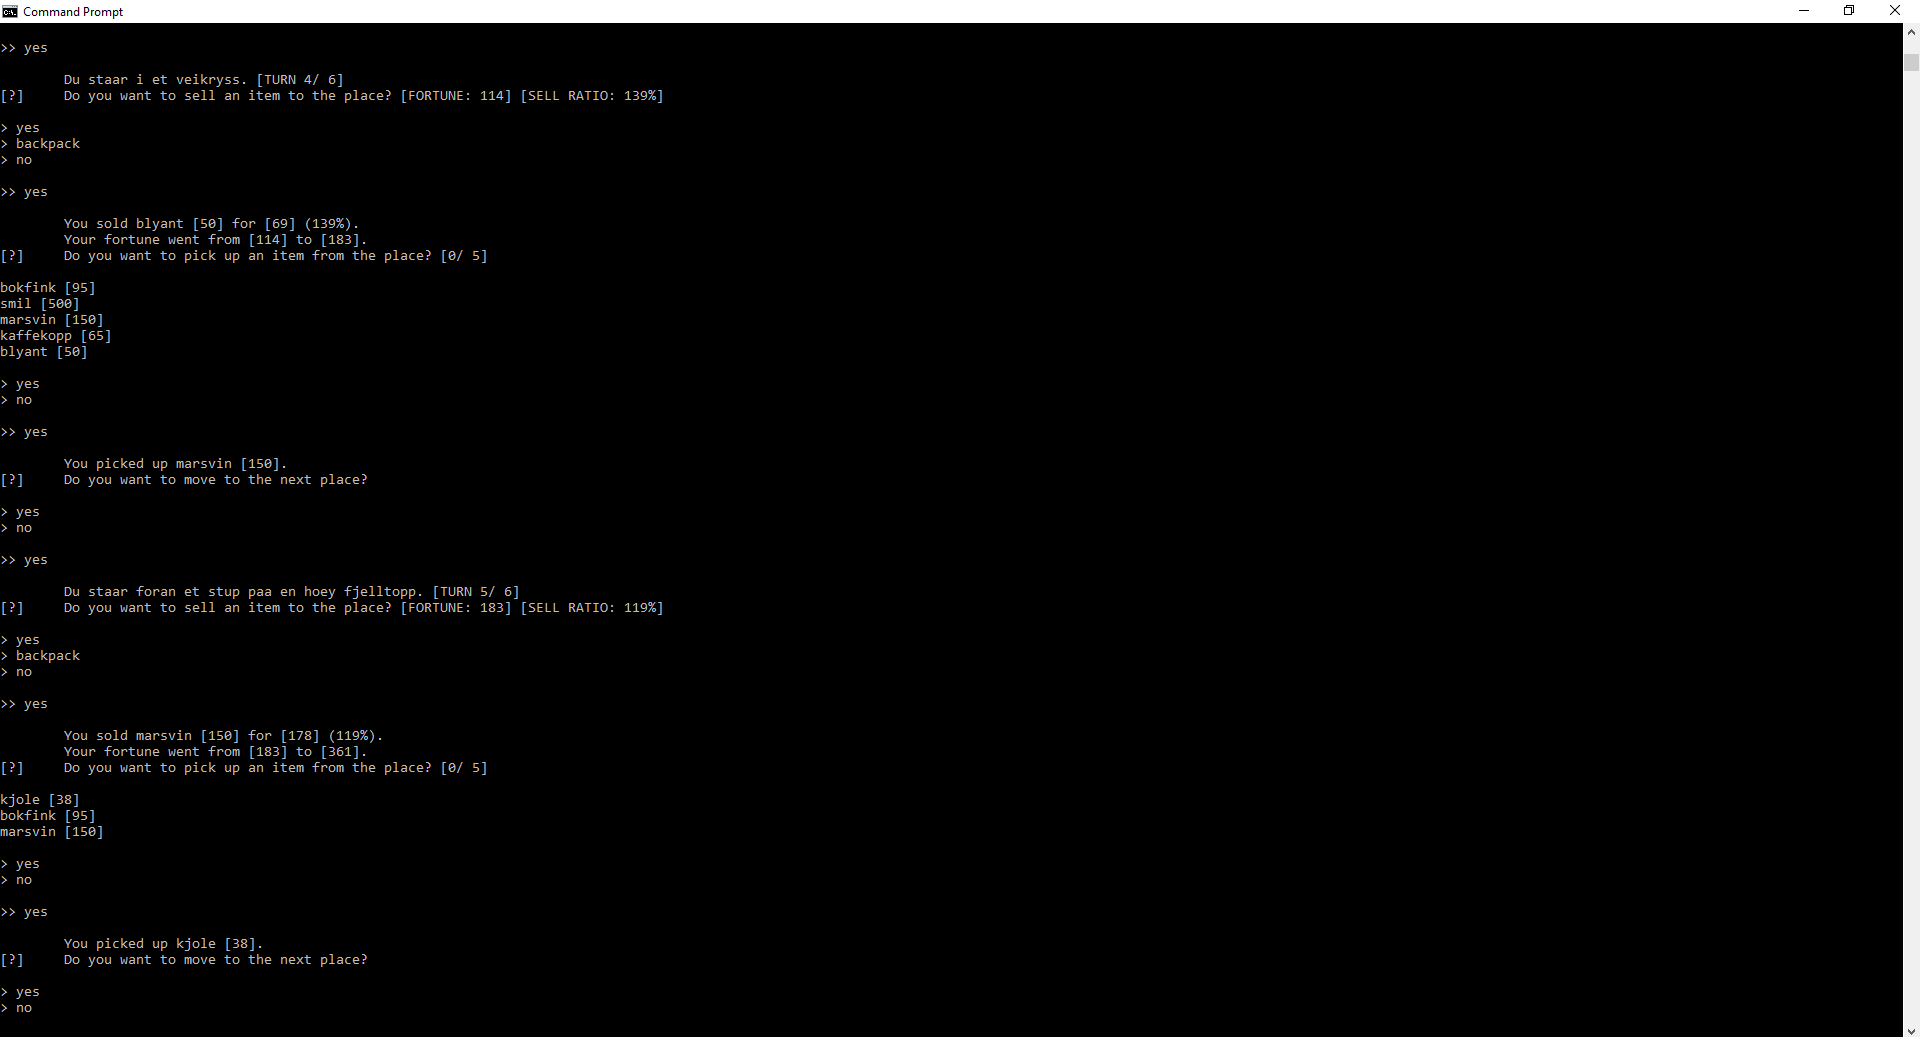 Command Prompt
>> yes
Du staar i et veikryss. [TURN 4/ 6]
[?] Do you want to sell an item to the place? [FORTUNE: 114] [SELL RATIO: 139%]
> yes
> backpack
> no
>> yes
You sold blyant [50] for [69] (139%).
Your fortune went from [114] to [183].
[?] Do you want to pick up an item from the place? [0/ 5]
bokfink [95]
smil [500]
marsvin [150]
kaffekopp [65]
blyant [50]
> yes
> no
>> yes
You picked up marsvin [150].
[?] Do you want to move to the next place?
> yes
> no
>> yes
Du staar foran et stup paa en hoey fjelltopp. [TURN 5/ 6]
[?] Do you want to sell an item to the place? [FORTUNE: 183] [SELL RATIO: 119%]
> yes
> backpack
> no
>> yes
You sold marsvin [150] for [178] (119%).
Your fortune went from [183] to [361].
[?] Do you want to pick up an item from the place? [0/ 5]
kjole [38]
bokfink [95]
marsvin [150]
> yes
> no
>> yes
You picked up kjole [38].
[?] Do you want to move to the next place?
> yes
> no